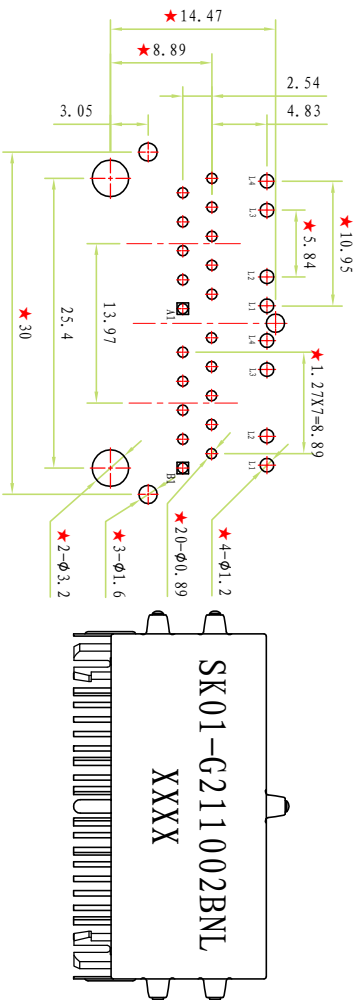 ★14.47
★8.89
2.54
4.83
3.05
L4
L3
L2
L1
L4
L3
L2
L1
★10.95
★5.84
★1.27X7=8.89
A1
B1
13.97
25.4
★30
★4-ϕ1.2
★20-ϕ0.89
★3-ϕ1.6
★2-ϕ3.2
SK01-G211002BNL
XXXX